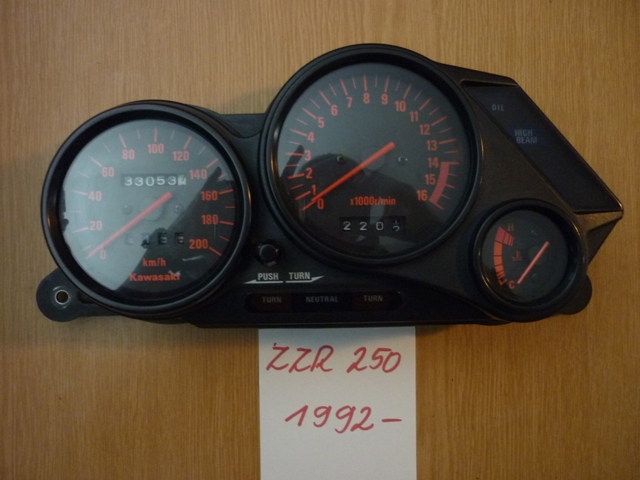 20 40 60 80 100 120 140 160 180 200
33053
km/h
Kawasaki
0 1 2 3 4 5 6 7 8 9 10 11 12 13 14 15 16
x1000r/min
220
PUSH TURN
TURN NEUTRAL TURN
OIL
HIGH
BEAM
H
C
ZZR 250
1992-